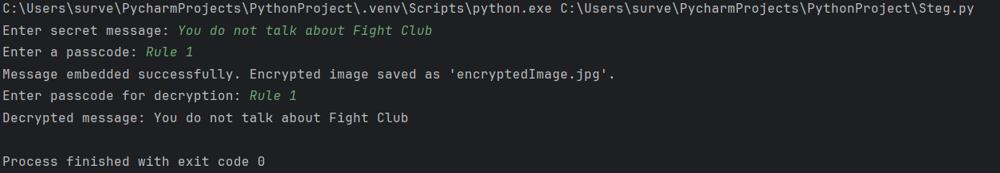 C:\Users\surve\PycharmProjects\PythonProject\.venv\Scripts\python.exe C:\Users\surve\PycharmProjects\PythonProject\Steg.py
Enter secret message: You do not talk about Fight Club
Enter a passcode: Rule 1
Message embedded successfully. Encrypted image saved as 'encryptedImage.jpg'.
Enter passcode for decryption: Rule 1
Decrypted message: You do not talk about Fight Club
Process finished with exit code 0